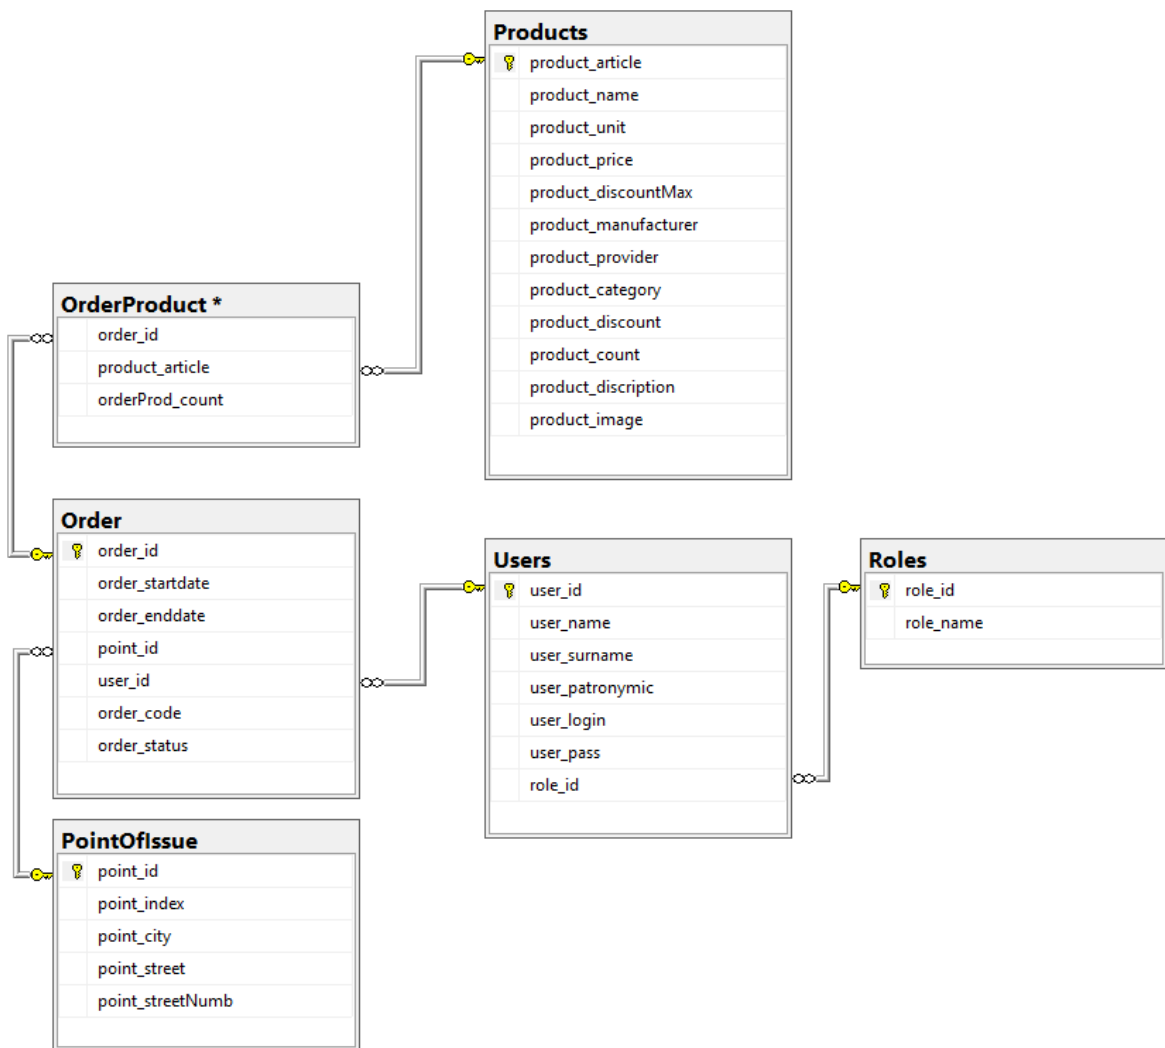 Products
product_article
product_name
product_unit
product_price
product_discountMax
product_manufacturer
product_provider
product_category
product_discount
product_count
product_discription
product_image
OrderProduct *
order_id
product_article
orderProd_count
Order
order_id
order_startdate
order_enddate
point_id
user_id
order_code
order_status
Users
user_id
user_name
user_surname
user_patronymic
user_login
user_pass
role_id
Roles
role_id
role_name
PointOfIssue
point_id
point_index
point_city
point_street
point_streetNumb